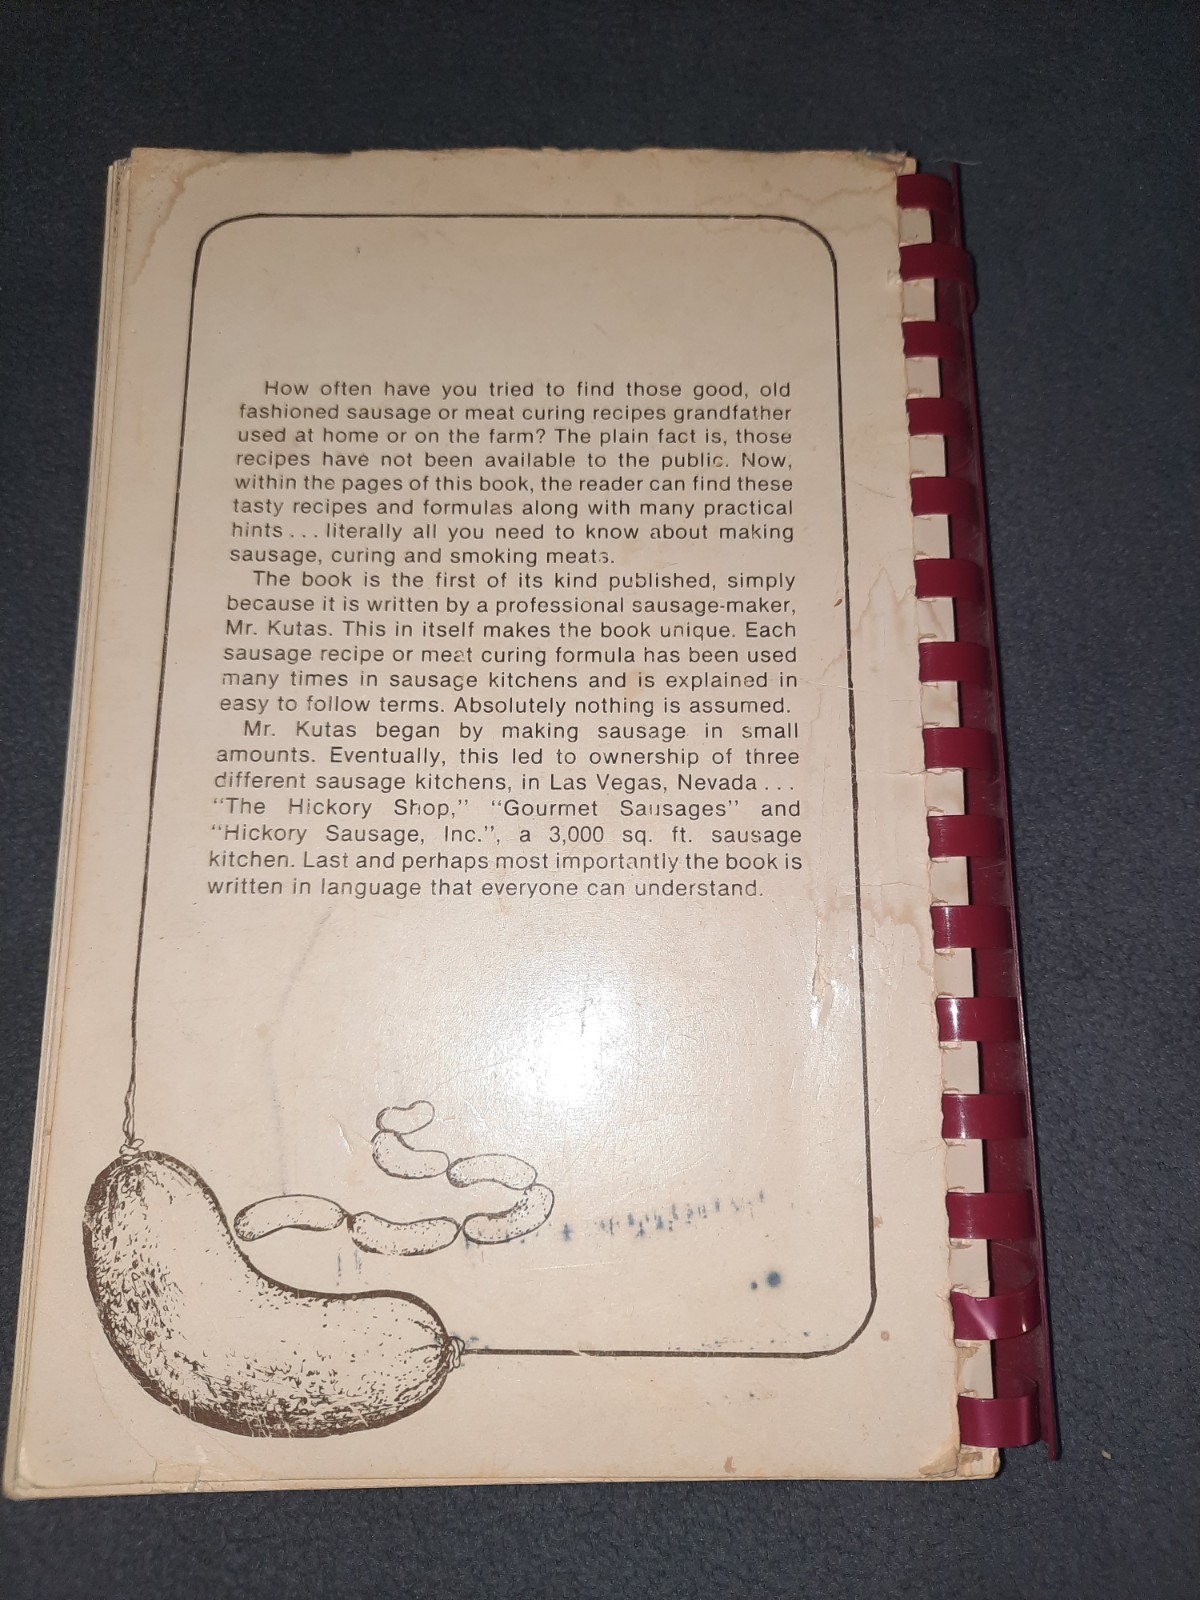 How often have you tried to find those good, old
fashioned sausage or meat curing recipes grandfather
used at home or on the farm? The plain fact is, those
recipes have not been available to the public. Now,
within the pages of this book, the reader can find these
tasty recipes and formulas along with many practical
hints . . . literally all you need to know about making
sausage, curing and smoking meats.
The book is the first of its kind published, simply
because it is written by a professional sausage-maker,
Mr. Kutas. This in itself makes the book unique. Each
sausage recipe or meat curing formula has been used
many times in sausage kitchens and is explained in
easy to follow terms. Absolutely nothing is assumed.
Mr. Kutas began by making sausage in small
amounts. Eventually, this led to ownership of three
different sausage kitchens, in Las Vegas, Nevada . . .
“The Hickory Shop,” “Gourmet Sausages” and
“Hickory Sausage, Inc.”, a 3,000 sq. ft. sausage
kitchen. Last and perhaps most importantly the book is
written in language that everyone can understand.